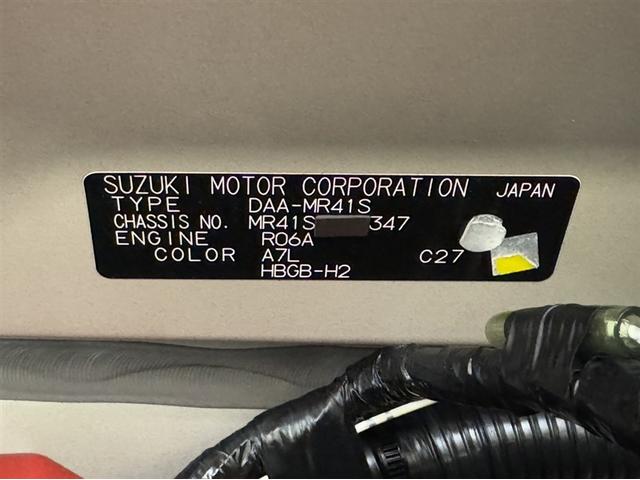 SUZUKI MOTOR CORPORATION JAPAN
TYPE DAA-MR41S
CHASSIS NO. MR41S 347
ENGINE R06A
COLOR A7L C27
HBGB-H2